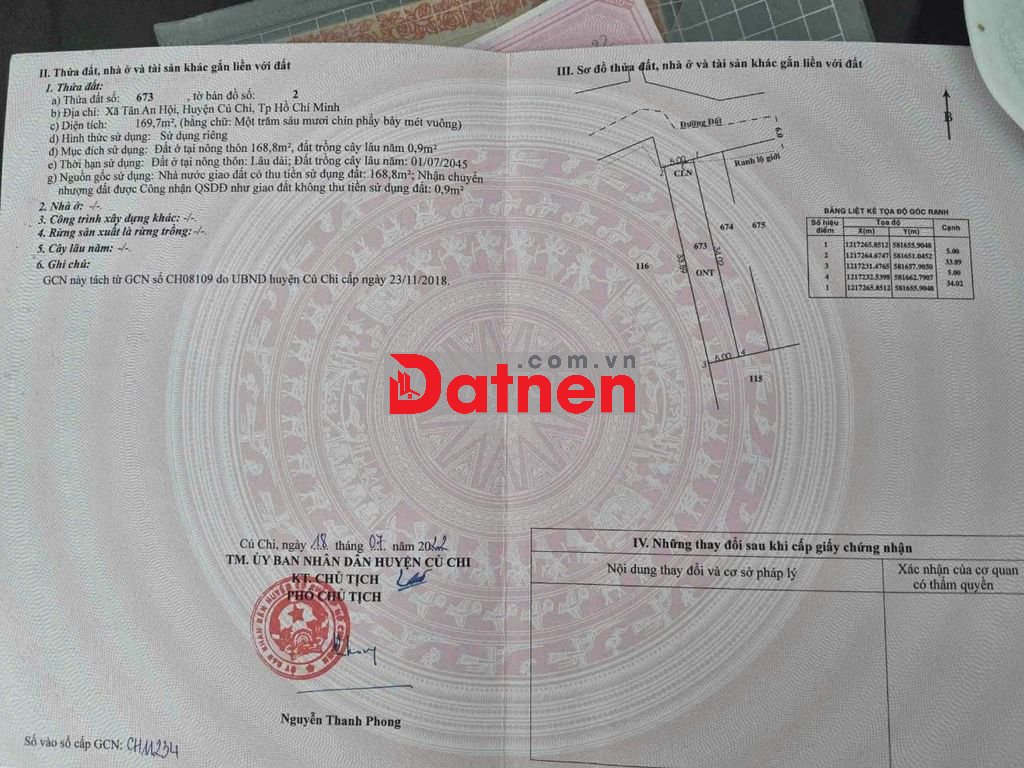 II. Thửa đất, nhà ở và tài sản khác gắn liền với đất
1. Thửa đất:
a) Thửa đất số: 673 , tờ bản đồ số: 2
b) Địa chỉ: Xã Tân An Hội, Huyện Củ Chi, Tp Hồ Chí Minh
c) Diện tích 169,7m², (bằng chữ: Một trăm sáu mươi chín phẩy bảy mét vuông)
d) Hình thức sử dụng: Sử dụng riêng
đ) Mục đích sử dụng: Đất ở tại nông thôn 168,8m², đất trồng cây lâu năm 0,9m²
e) Thời hạn sử dụng: Đất ở tại nông thôn: Lâu dài; Đất trồng cây lâu năm: 01/07/2045
g) Nguồn gốc sử dụng: Nhà nước giao đất có thu tiền sử dụng đất: 168,8m²; Nhận chuyển
nhượng đất được Công nhận QSDĐ như giao đất không thu tiền sử dụng đất: 0,9m²
2. Nhà ở: -/-.
3. Công trình xây dựng khác: -/-.
4. Rừng sản xuất là rừng trồng:-/-.
5. Cây lâu năm: -/-.
6. Ghi chú:
GCN này tách từ GCN số CH08109 do UBND huyện Củ Chi cấp ngày 23/11/2018.
Củ Chi, ngày 18 tháng 07 năm 2022
TM. ỦY BAN NHÂN DÂN HUYỆN CỦ CHI
KT. CHỦ TỊCH
PHÓ CHỦ TỊCH
Nguyễn Thanh Phong
Số vào sổ cấp GCN: CH11234
III. Sơ đồ thửa đất, nhà ở và tài sản khác gắn liền với đất
Đường Đất
6.0
B
Ranh lộ giới
1
5.00
2
CLN
674
675
673
116
33.89
34.02
ONT
3
5.00
4
115
BẢNG LIỆT KÊ TỌA ĐỘ GÓC RANH
Số hiệu điểm Tọa độ Cạnh
X(m) Y(m)
1 1217265.8512 581655.9048
5.00
2 1217264.6747 581651.0452
33.89
3 1217231.4765 581657.9050
5.00
4 1217232.5398 581662.7907
34.02
1 1217265.8512 581655.9048
.com.vn
Datnen
IV. Những thay đổi sau khi cấp giấy chứng nhận
Nội dung thay đổi và cơ sở pháp lý
Xác nhận của cơ quan
có thẩm quyền